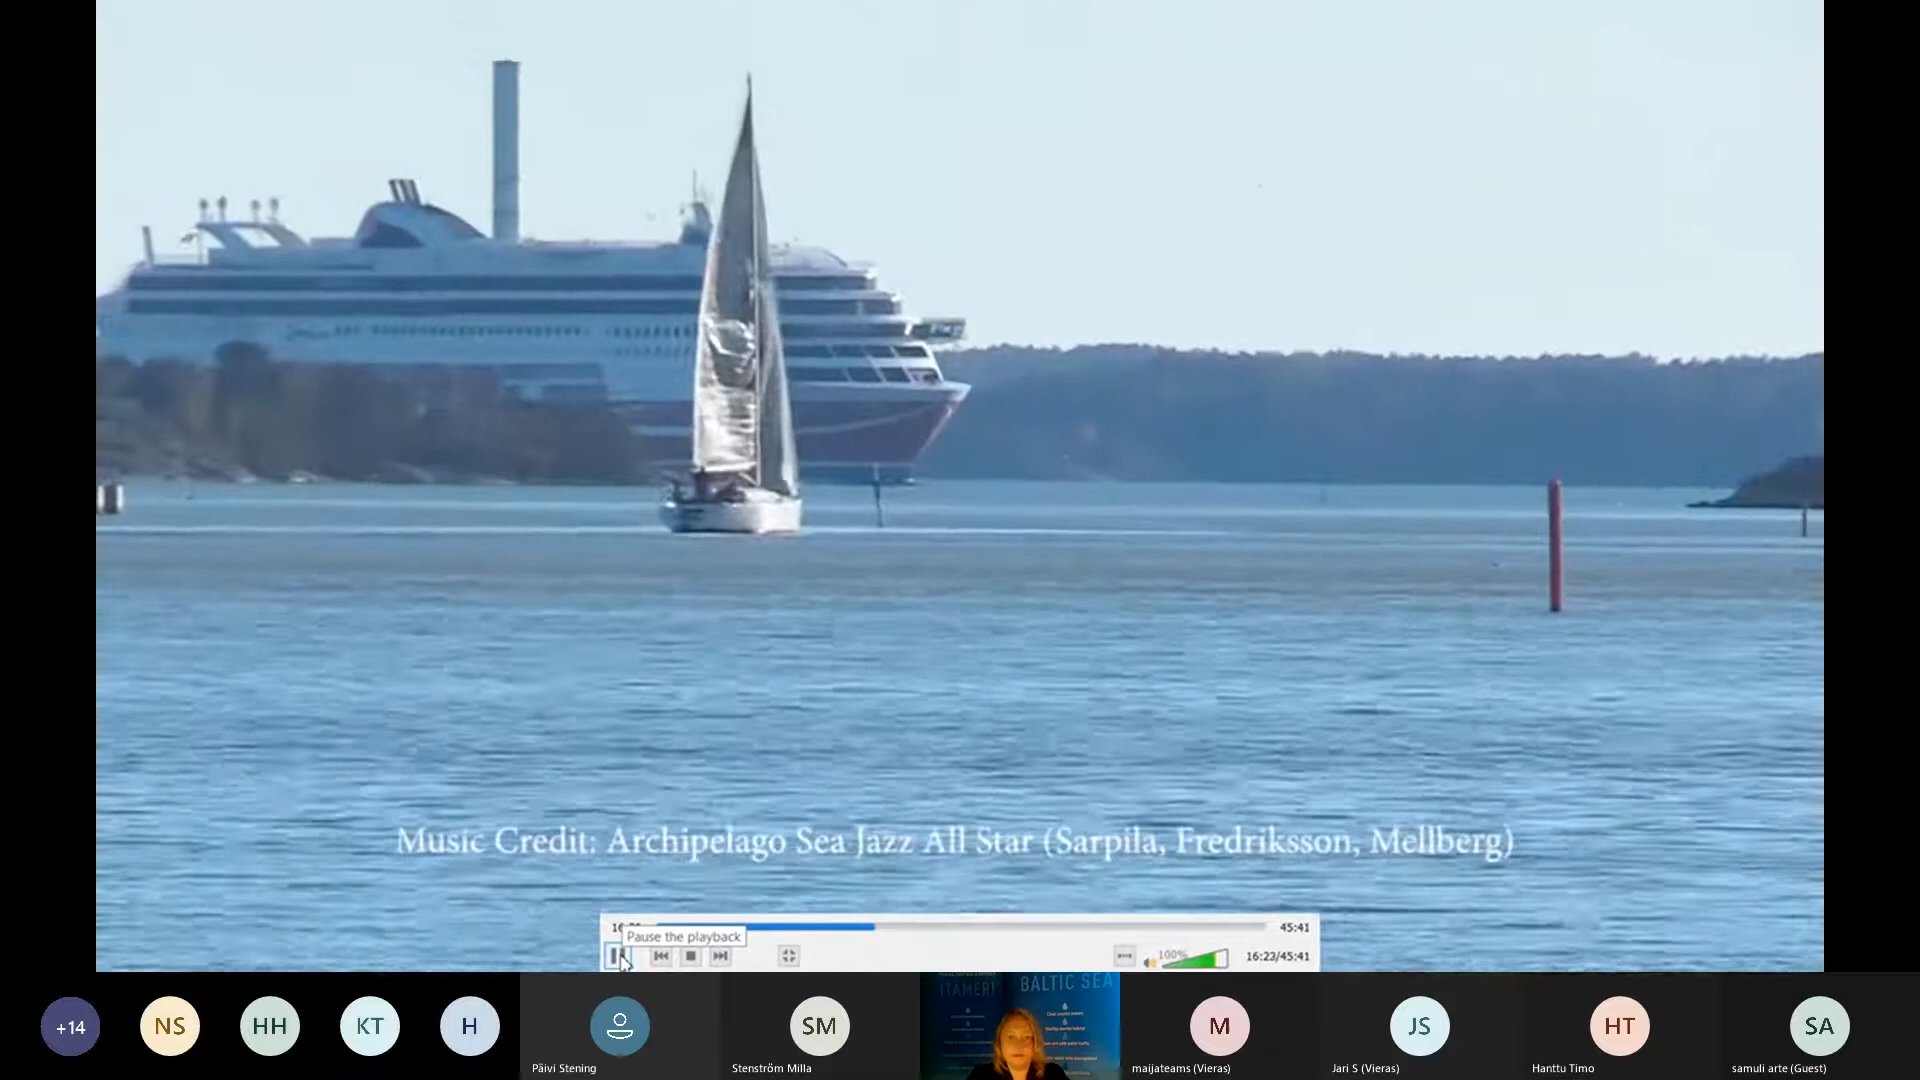 Music Credit: Archipelago Sea Jazz All Star (Sarpila, Fredriksson, Mellberg)
45:41
Pause the playback
100%
16:23/45:41
+14
NS
HH
KT
H
SM
BALTIC SEA
M
JS
HT
SA
Päivi Stening
Stenström Milla
maijateams (Vieras)
Jari S (Vieras)
Hanttu Timo
samuli arte (Guest)